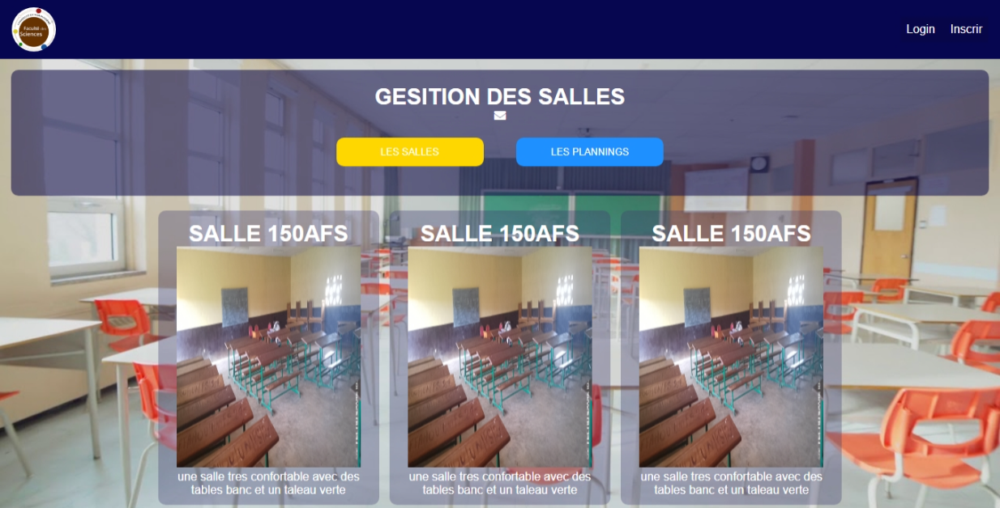 Faculté des
Sciences
Login Inscrir
GESITION DES SALLES
LES SALLES LES PLANNINGS
SALLE 150AFS SALLE 150AFS SALLE 150AFS
une salle tres confortable avec des une salle tres confortable avec des une salle tres confortable avec des
tables banc et un taleau verte tables banc et un taleau verte tables banc et un taleau verte